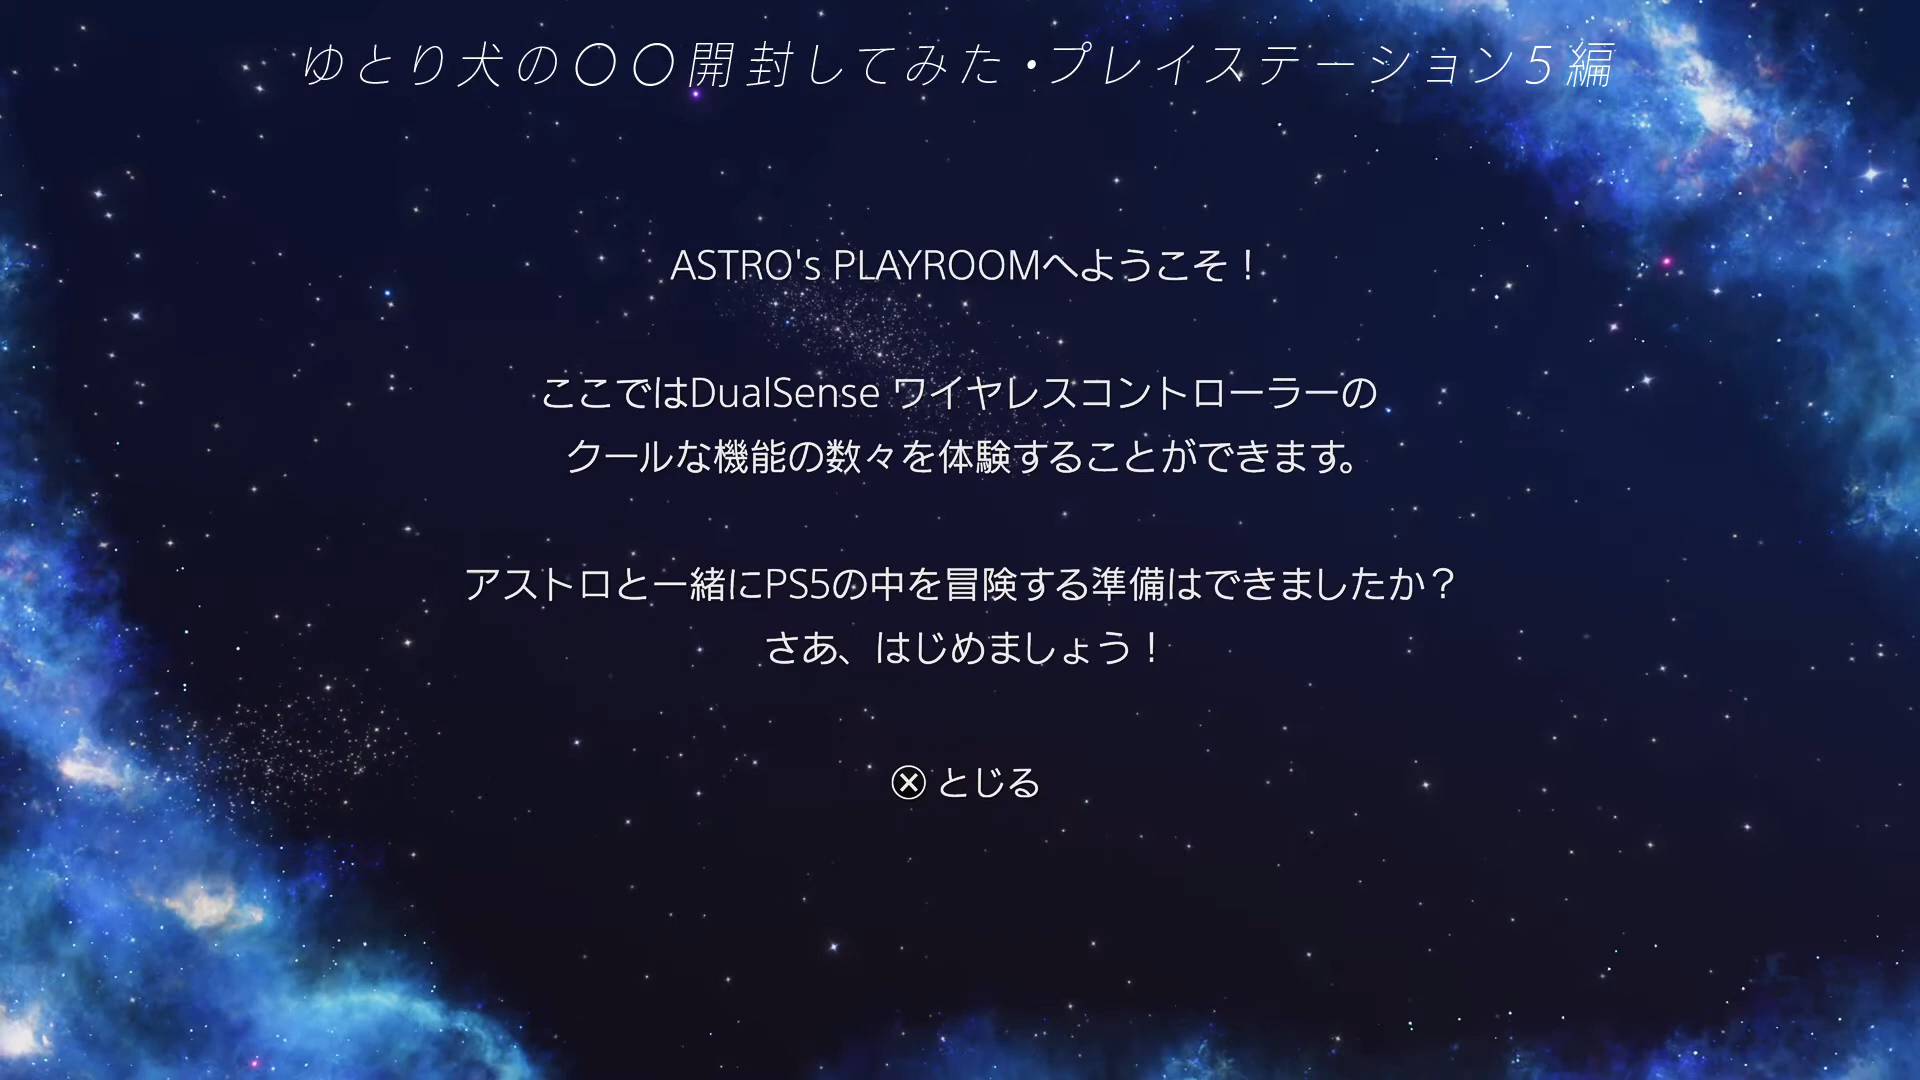 ゆとり犬の〇〇開封してみた・プレイステーション5編
ASTRO's PLAYROOMへようこそ！
ここではDualSense ワイヤレスコントローラーの
クールな機能の数々を体験することができます。
アストロと一緒にPS5の中を冒険する準備はできましたか？
さあ、はじめましょう！
ⓧ とじる